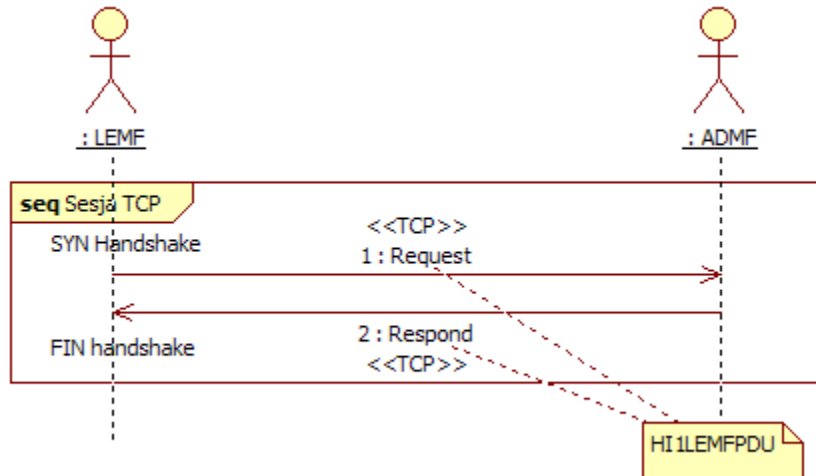 : LEMF
: ADMF
seq Sesja TCP
SYN Handshake
<<TCP>>
1 : Request
2 : Respond
FIN handshake
<<TCP>>
HI1LEMFPDU